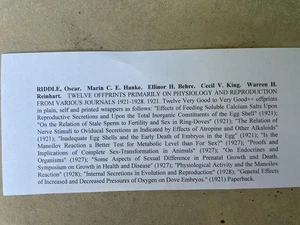 RIDDLE, Oscar. Marin C. E. Hanke. Ellinor H. Behre. Cecil V. King. Warren H.
Reinhart. TWELVE OFFPRINTS PRIMARILY ON PHYSIOLOGY AND REPRODUCTION
FROM VARIOUS JOURNALS 1921-1928. 1921. Twelve Very Good to Very Good++ offprints
in plain, self and printed wrappers as follows: "Effects of Feeding Soluble Calcium Salts Upon
Reproductive Secretions and Upon the Total Inorganic Constituents of the Egg Shell" (1921);
"On the Relation of Stale Sperm to Fertility and Sex in Ring-Doves" (1921); "The Relation of
Nerve Stimuli to Oviducal Secretions as Indicated by Effects of Atropine and Other Alkaloids"
(1921); "Inadequate Egg Shells and the Early Death of Embryos in the Egg" (1921); "Is the
Manoilov Reaction a Better Test for Metabolic Level than For Sex?" (1927); "Proofs and
Implications of Complete Sex-Transformation in Animals" (1927); "On Endocrines and
Organisms" (1927); "Some Aspects of Sexual Difference in Prenatal Growth and Death.
Symposium on Growth in Health and Disease" (1927); "Physiological Activity and the Manoilov
Reaction" (1928); "Internal Secretions in Evolution and Reproduction" (1928); "General Effects
of Increased and Decreased Pressures of Oxygen on Dove Embryos." (1921) Paperback.